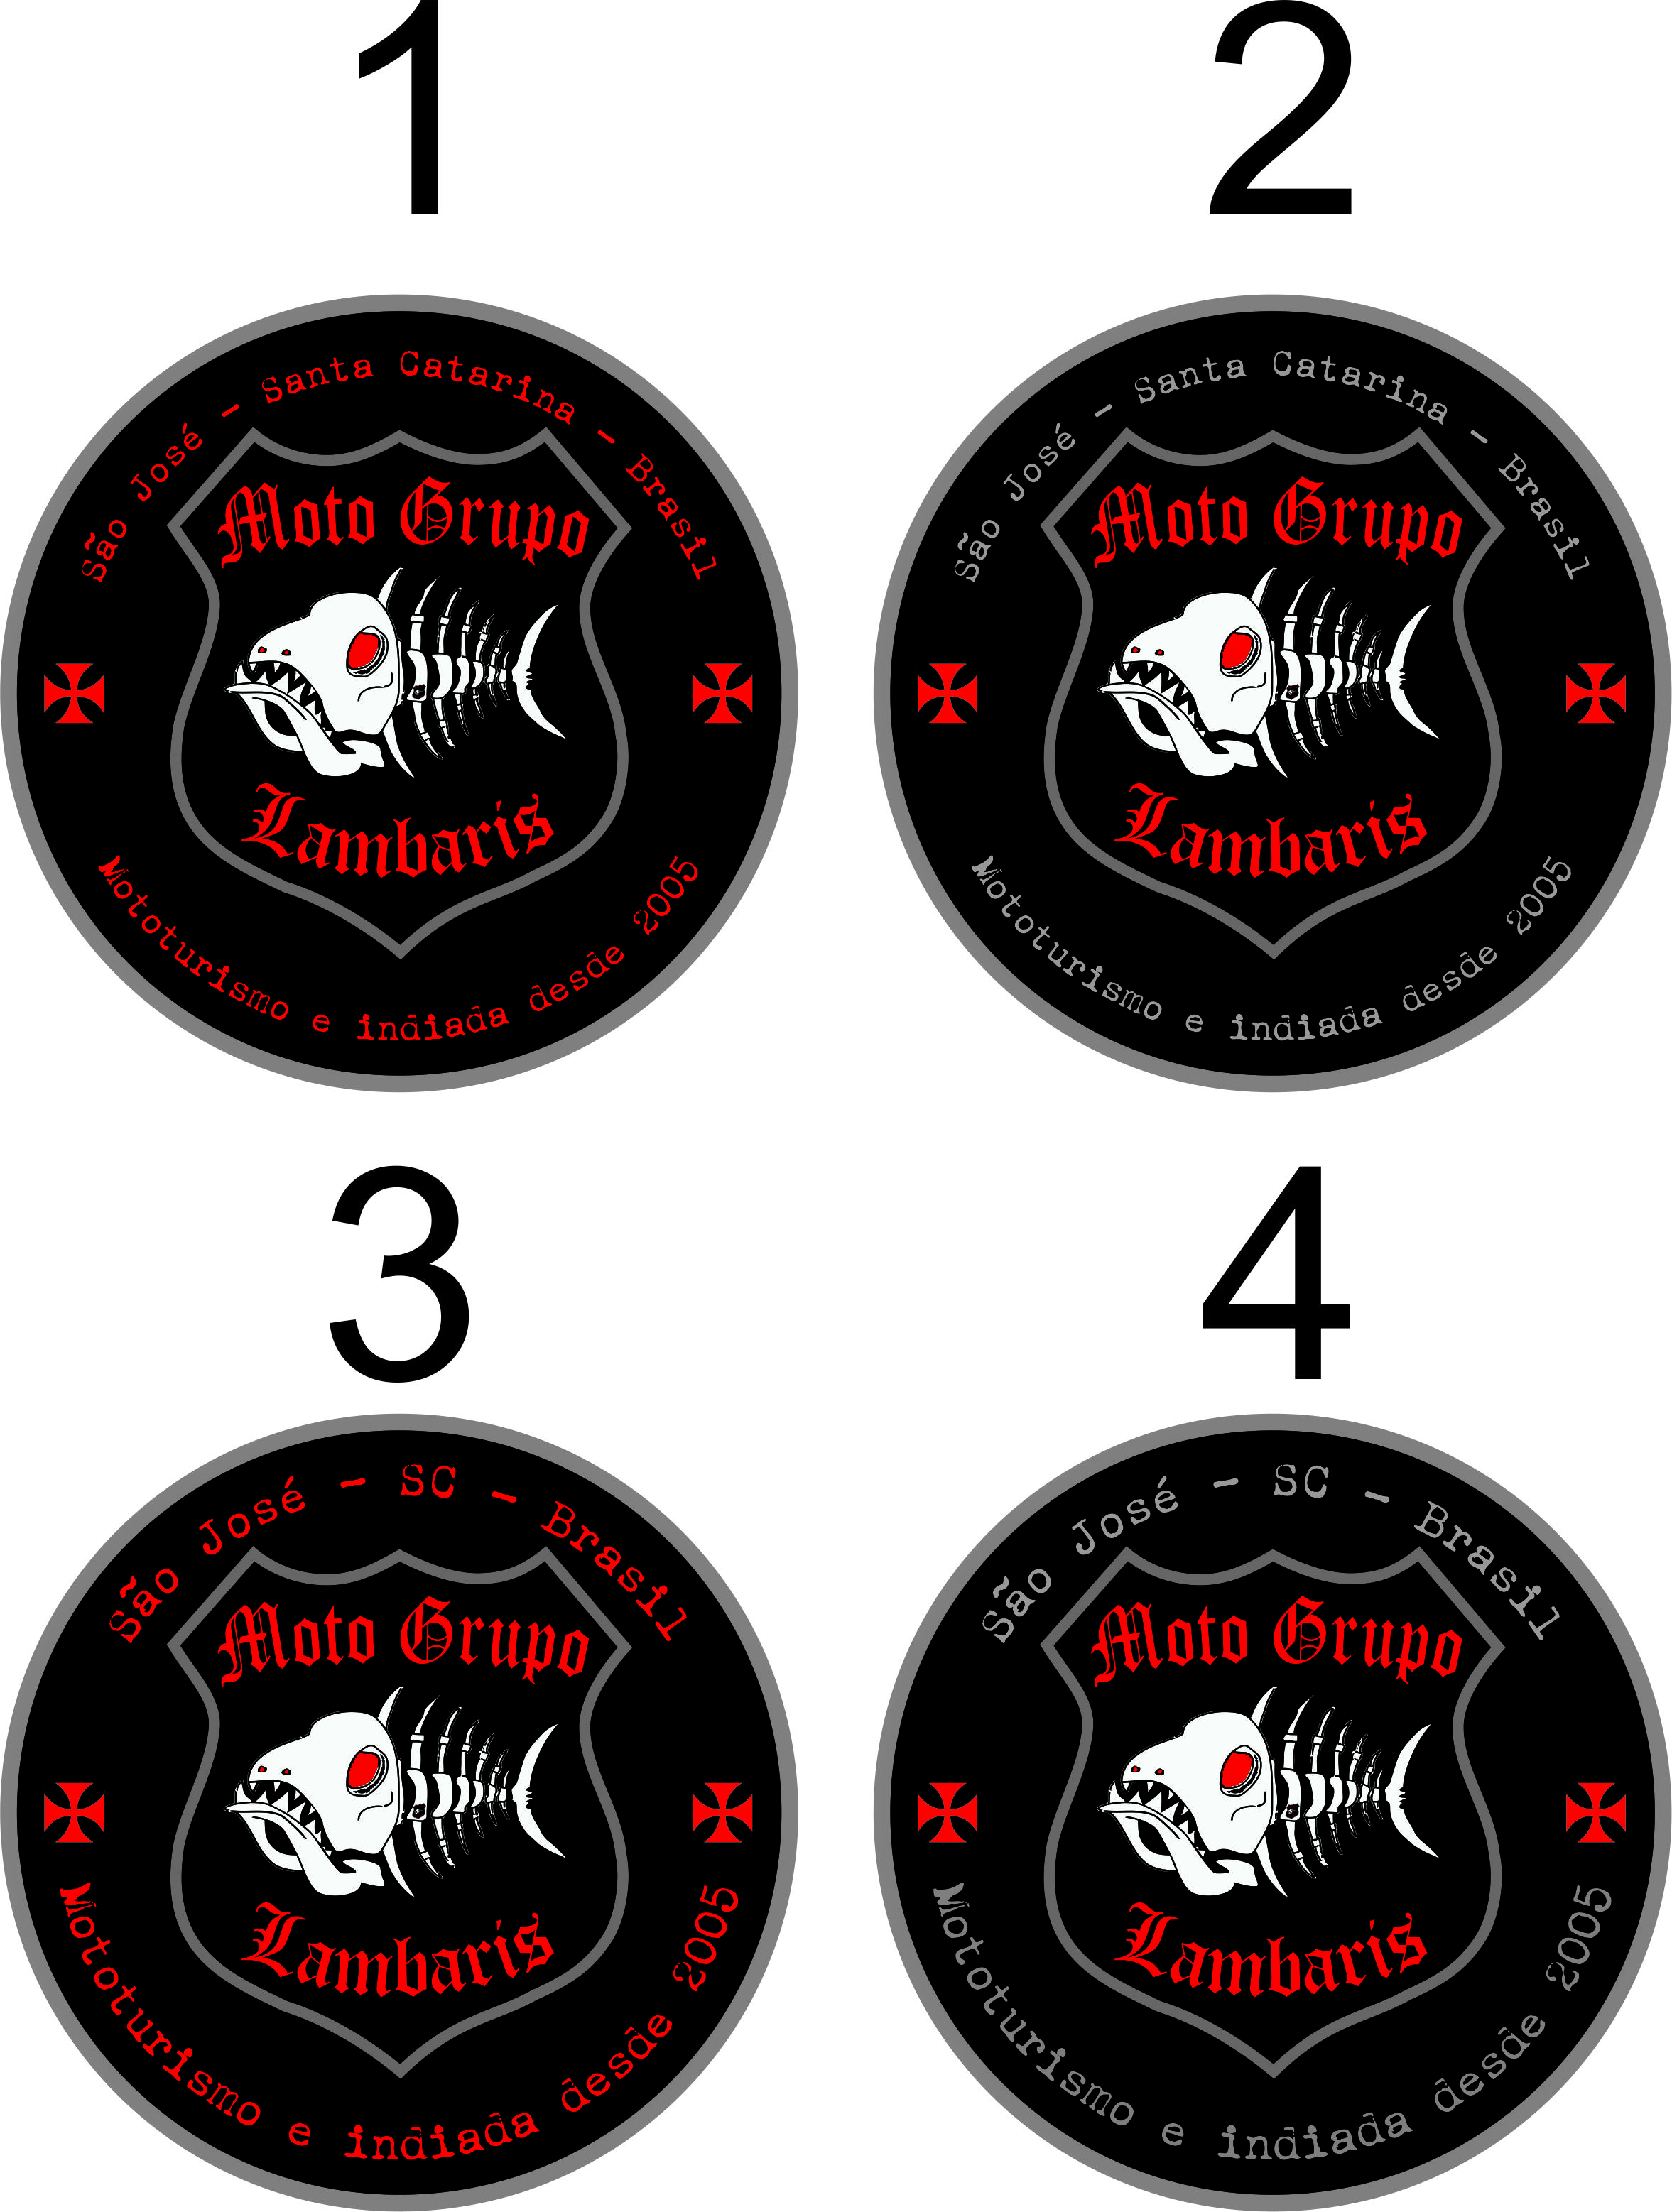 1
2
São José - Santa Catarina - Brasil
Moto Grupo
Lambaris
Mototurismo e indiada desde 2005
São José - Santa Catarina - Brasil
Moto Grupo
Lambaris
Mototurismo e indiada desde 2005
3
4
São José - SC - Brasil
Moto Grupo
Lambaris
Mototurismo e indiada desde 2005
São José - SC - Brasil
Moto Grupo
Lambaris
Mototurismo e indiada desde 2005